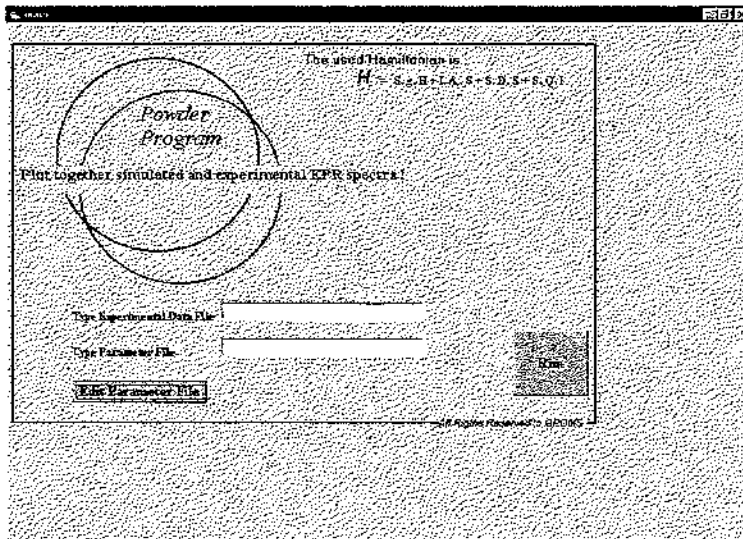 The used Hamiltonian is
H = S.g.H+I.A.S+S.D.S+S.Q.I
Powder
Program
Plot together simulated and experimental EPR spectra !
Type Experimental Data File
Type Parameter File
Run
Edit Parameter File
All Rights Reserved to